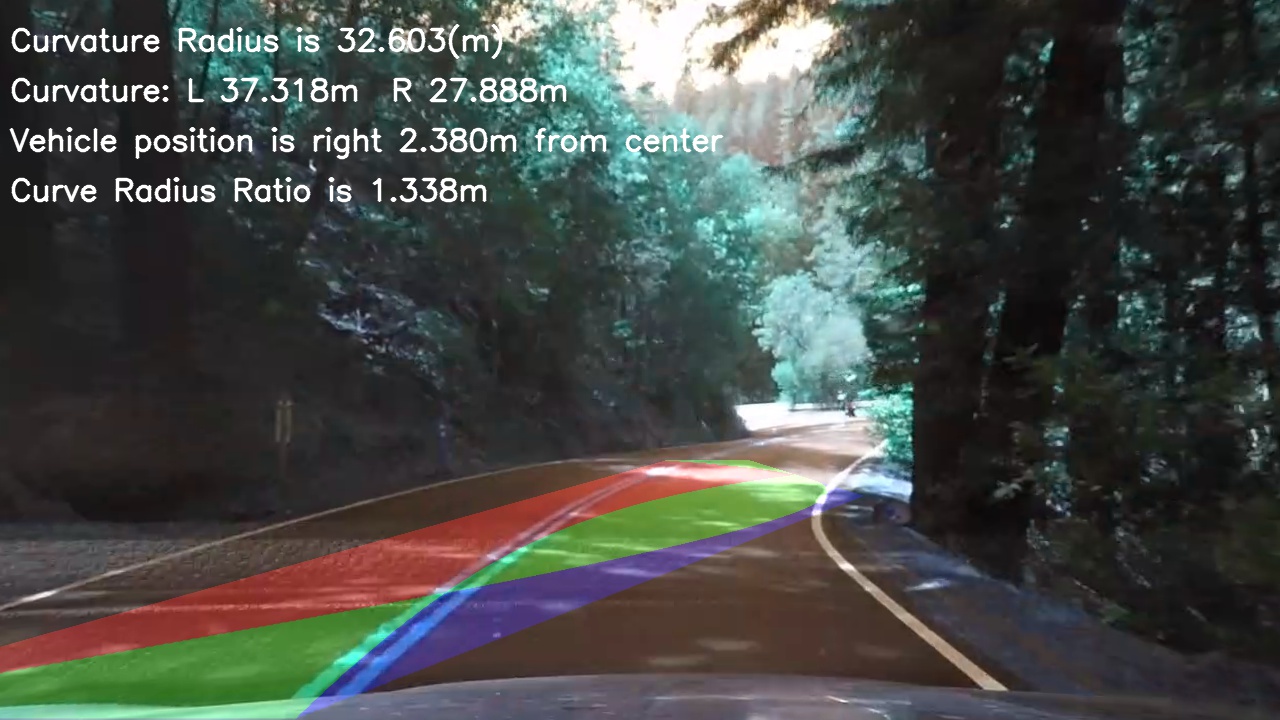 Curvature Radius is 32.603(m)
Curvature: L 37.318m R 27.888m
Vehicle position is right 2.380m from center
Curve Radius Ratio is 1.338m